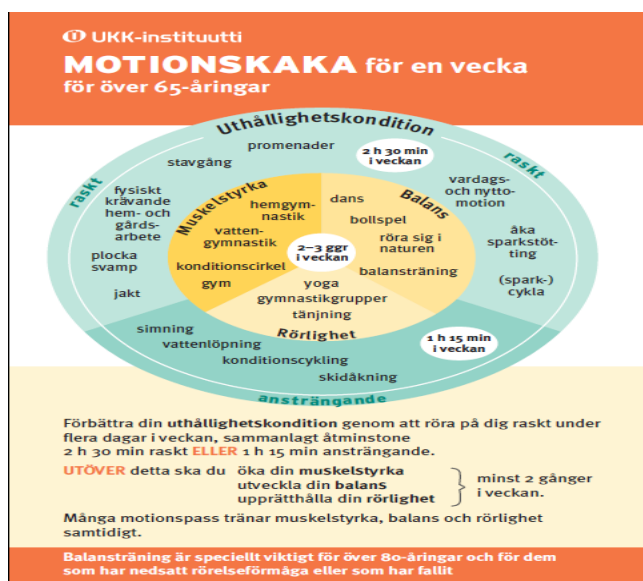 UKK-instituutti
MOTIONSKAKA för en vecka
för över 65-åringar
Uthållighetskondition
raskt
raskt
promenader
stavgång
2 h 30 min
i veckan
fysiskt
krävande
hem- och
gårds-
arbete
plocka
svamp
jakt
vardags-
och nytto-
motion
åka
sparkstöt-
ting
(spark-)
cykla
Muskelstyrka
hemgym-
nastik
vatten-
gymnastik
konditionscirkel
gym
Balans
dans
bollspel
röra sig i
naturen
balansträning
2–3 ggr
i veckan
yoga
gymnastikgrupper
tänjning
Rörlighet
simning
vattenlöpning
konditionscykling
skidåkning
1 h 15 min
i veckan
ansträngande
Förbättra din uthållighetskondition genom att röra på dig raskt under
flera dagar i veckan, sammanlagt åtminstone
2 h 30 min raskt ELLER 1 h 15 min ansträngande.
UTÖVER detta ska du öka din muskelstyrka
utveckla din balans
upprätthålla din rörlighet
minst 2 gånger
i veckan.
Många motionspass tränar muskelstyrka, balans och rörlighet
samtidigt.
Balansträning är speciellt viktigt för över 80-åringar och för dem
som har nedsatt rörelseförmåga eller som har fallit